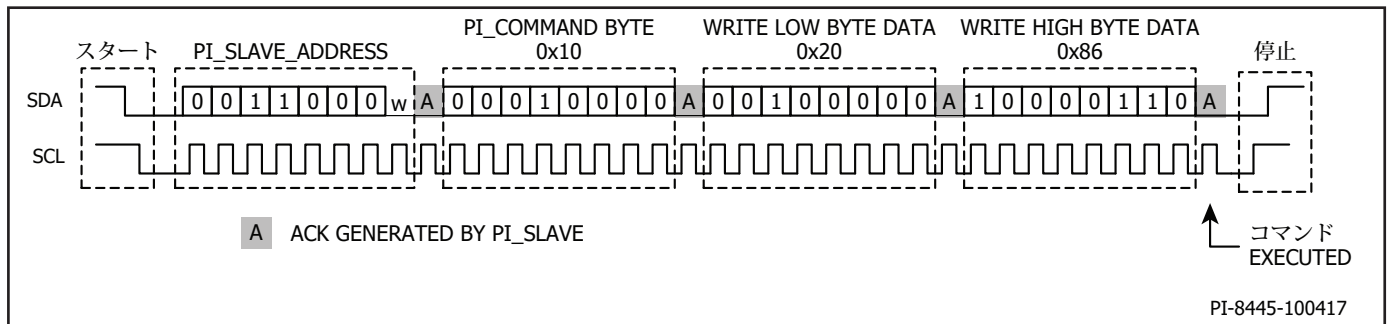 スタート PI_SLAVE_ADDRESS PI_COMMAND BYTE 0x10 WRITE LOW BYTE DATA 0x20 WRITE HIGH BYTE DATA 0x86 停止
SDA 0 0 1 1 0 0 0 w A 0 0 0 1 0 0 0 0 A 0 0 1 0 0 0 0 0 A 1 0 0 0 0 1 1 0 A
SCL
A ACK GENERATED BY PI_SLAVE
コマンド
EXECUTED
PI-8445-100417